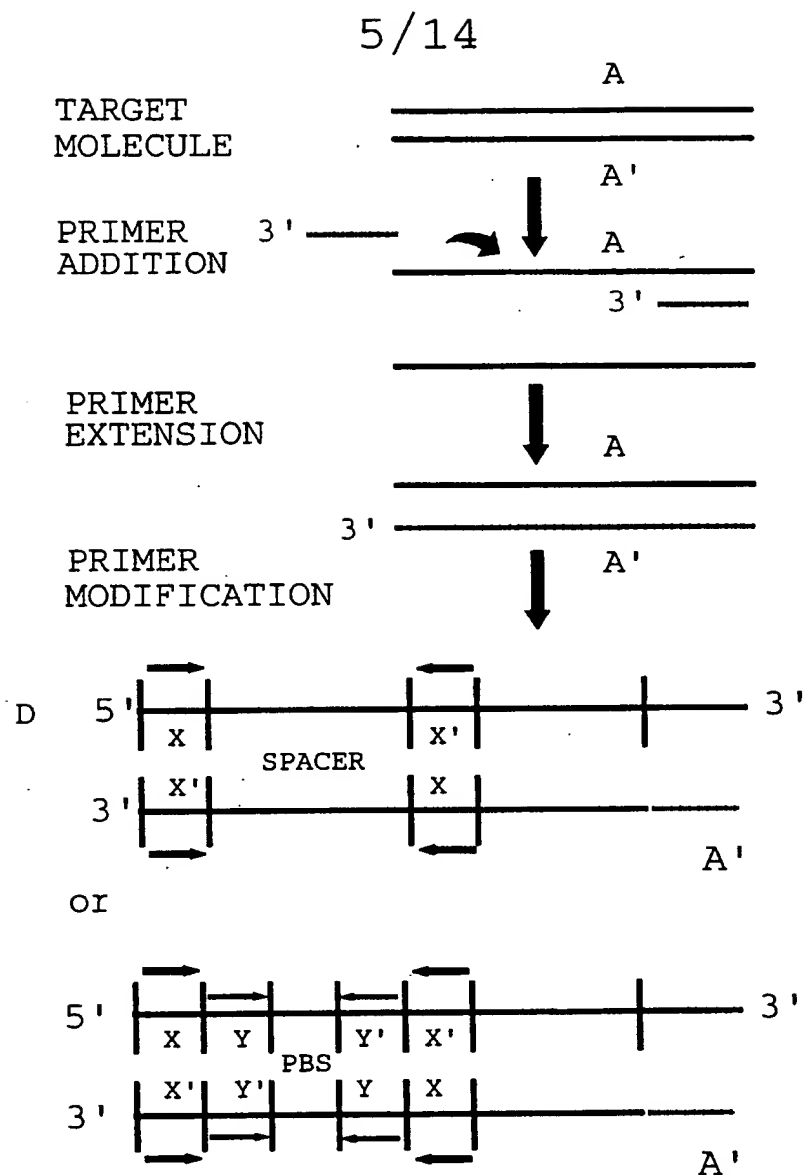 5/14
A
TARGET
MOLECULE
A'
PRIMER 3'
ADDITION
A
3'
PRIMER
EXTENSION
A
3'
PRIMER
MODIFICATION
A'
D 5' 3'
X X'
SPACER
X' X
3'
A'
or
5' 3'
X Y Y' X'
PBS
X' Y' Y X
3'
A'